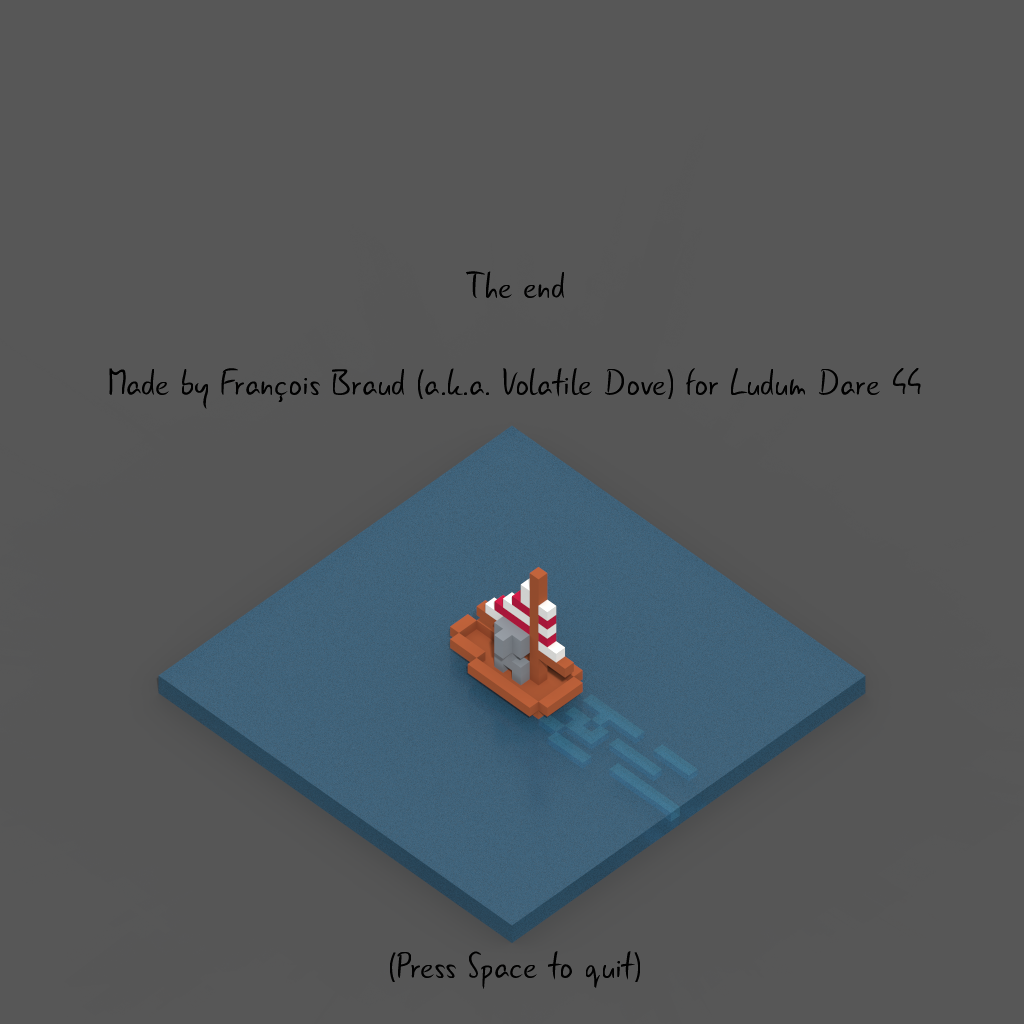 The end
Made by François Braud (a.k.a. Volatile Dove) for Ludum Dare 44
(Press Space to quit)